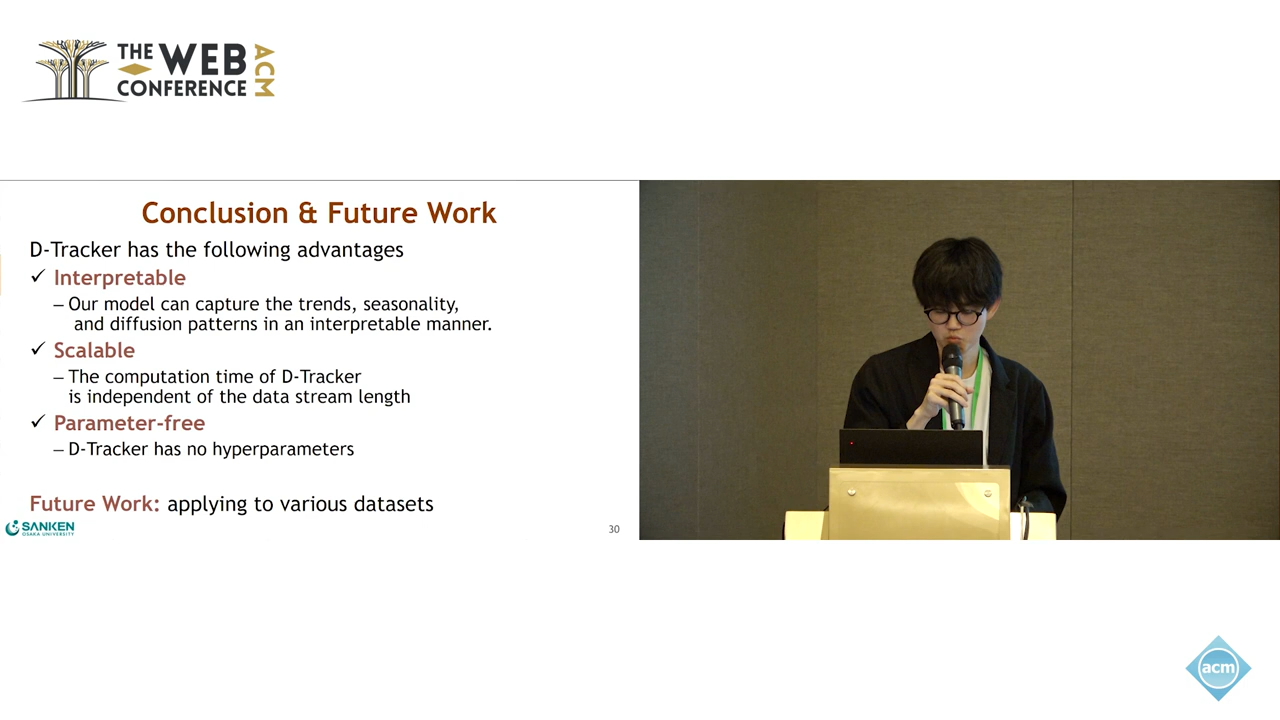 THE WEB
CONFERENCE
ACM
Conclusion & Future Work
D-Tracker has the following advantages
✓ Interpretable
– Our model can capture the trends, seasonality,
and diffusion patterns in an interpretable manner.
✓ Scalable
– The computation time of D-Tracker
is independent of the data stream length
✓ Parameter-free
– D-Tracker has no hyperparameters
Future Work: applying to various datasets
SANKEN
OSAKA UNIVERSITY
30
acm